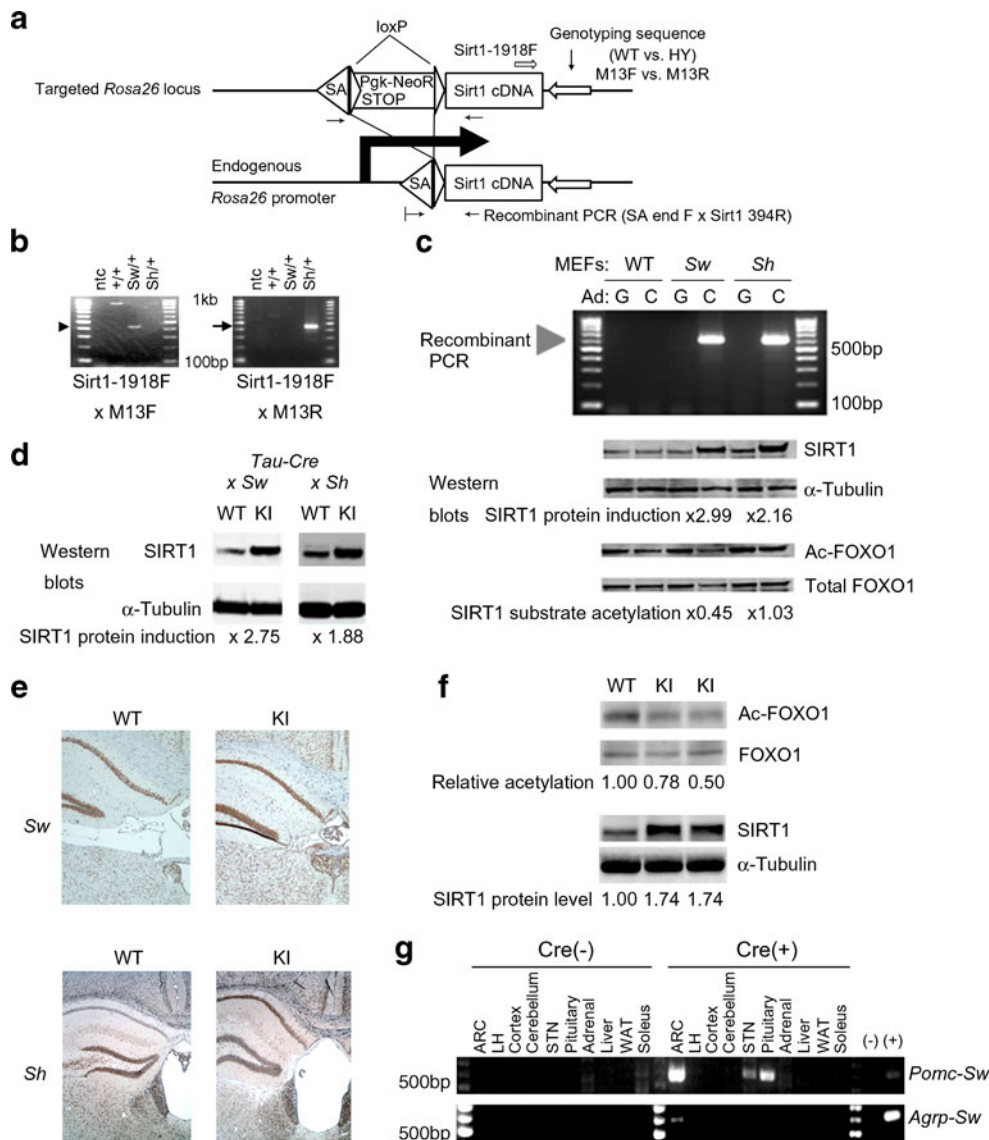 a
loxP
Sirt1-1918F
Genotyping sequence
(WT vs. HY)
M13F vs. M13R
Targeted Rosa26 locus
SA
Pgk-NeoR
STOP
Sirt1 cDNA
Endogenous
Rosa26 promoter
SA
Sirt1 cDNA
Recombinant PCR (SA end F x Sirt1 394R)
b
ntc
+/+
Sw/+
Sh/+
ntc
+/+
Sw/+
Sh/+
1kb
100bp
Sirt1-1918F
x M13F
Sirt1-1918F
x M13R
c
MEFs: WT Sw Sh
Ad: G C G C G C
Recombinant
PCR
500bp
100bp
SIRT1
α-Tubulin
Western
blots
SIRT1 protein induction x2.99 x2.16
Ac-FOXO1
Total FOXO1
SIRT1 substrate acetylation x0.45 x1.03
d
Tau-Cre
x Sw x Sh
WT KI WT KI
Western
blots
SIRT1
α-Tubulin
SIRT1 protein induction x 2.75 x 1.88
e
WT KI
Sw
WT KI
Sh
f
WT KI KI
Ac-FOXO1
FOXO1
Relative acetylation 1.00 0.78 0.50
SIRT1
α-Tubulin
SIRT1 protein level 1.00 1.74 1.74
g
Cre(-) Cre(+)
ARC
LH
Cortex
Cerebellum
STN
Pituitary
Adrenal
Liver
WAT
Soleus
ARC
LH
Cortex
Cerebellum
STN
Pituitary
Adrenal
Liver
WAT
Soleus
(-) (+)
500bp
Pomc-Sw
500bp
Agrp-Sw